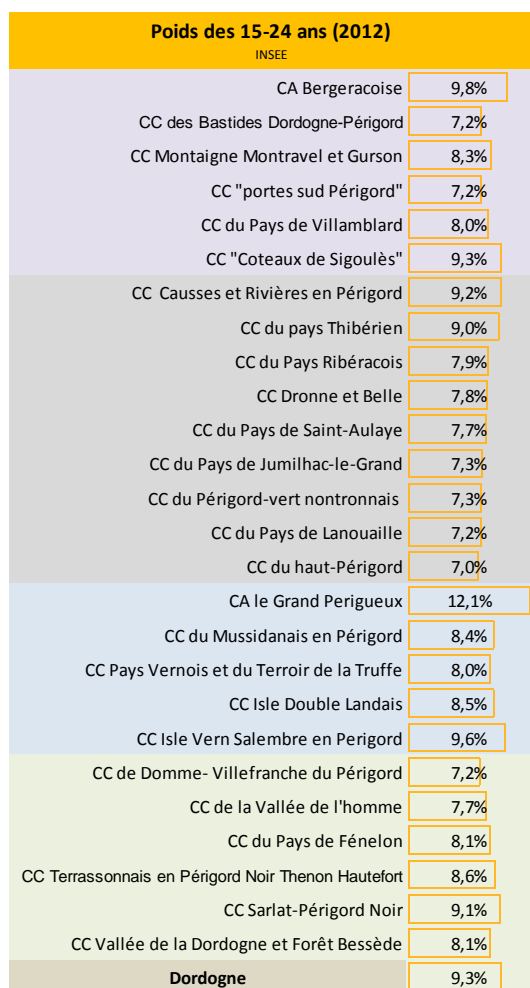 Poids des 15-24 ans (2012)
INSEE
CA Bergeracoise 9,8%
CC des Bastides Dordogne-Périgord 7,2%
CC Montaigne Montravel et Gurson 8,3%
CC "portes sud Périgord" 7,2%
CC du Pays de Villamblard 8,0%
CC "Coteaux de Sigoulès" 9,3%
CC Causses et Rivières en Périgord 9,2%
CC du pays Thibérien 9,0%
CC du Pays Ribéracois 7,9%
CC Dronne et Belle 7,8%
CC du Pays de Saint-Aulaye 7,7%
CC du Pays de Jumilhac-le-Grand 7,3%
CC du Périgord-vert nontronnais 7,3%
CC du Pays de Lanouaille 7,2%
CC du haut-Périgord 7,0%
CA le Grand Perigueux 12,1%
CC du Mussidanais en Périgord 8,4%
CC Pays Vernois et du Terroir de la Truffe 8,0%
CC Isle Double Landais 8,5%
CC Isle Vern Salembre en Perigord 9,6%
CC de Domme- Villefranche du Périgord 7,2%
CC de la Vallée de l'homme 7,7%
CC du Pays de Fénelon 8,1%
CC Terrassonnais en Périgord Noir Thenon Hautefort 8,6%
CC Sarlat-Périgord Noir 9,1%
CC Vallée de la Dordogne et Forêt Bessède 8,1%
Dordogne 9,3%